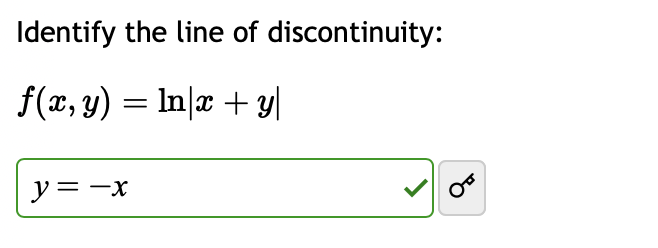 Identify the line of discontinuity:
f(x, y) = ln|x + y|
y = −x